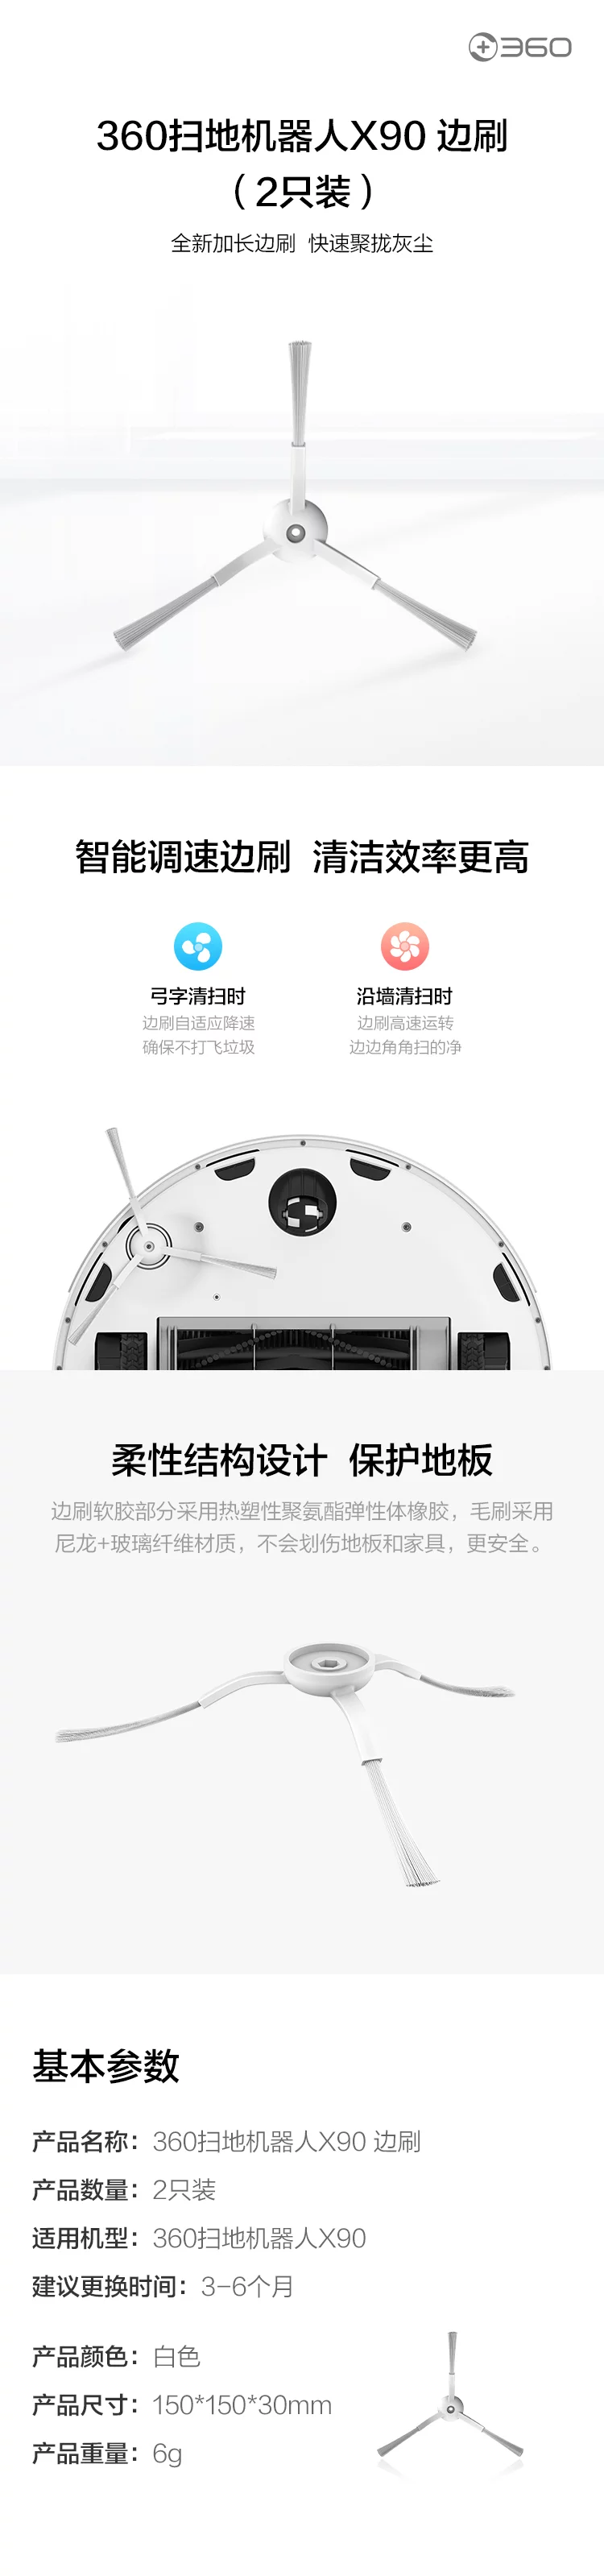 360
360扫地机器人X90 边刷
（2只装）
全新加长边刷 快速聚拢灰尘
智能调速边刷 清洁效率更高
弓字清扫时
边刷自适应降速
确保不打飞垃圾
沿墙清扫时
边刷高速运转
边边角角扫的净
柔性结构设计 保护地板
边刷软胶部分采用热塑性聚氨酯弹性体橡胶，毛刷采用
尼龙+玻璃纤维材质，不会划伤地板和家具，更安全。
基本参数
产品名称：360扫地机器人X90 边刷
产品数量：2只装
适用机型：360扫地机器人X90
建议更换时间：3-6个月
产品颜色：白色
产品尺寸：150*150*30mm
产品重量：6g